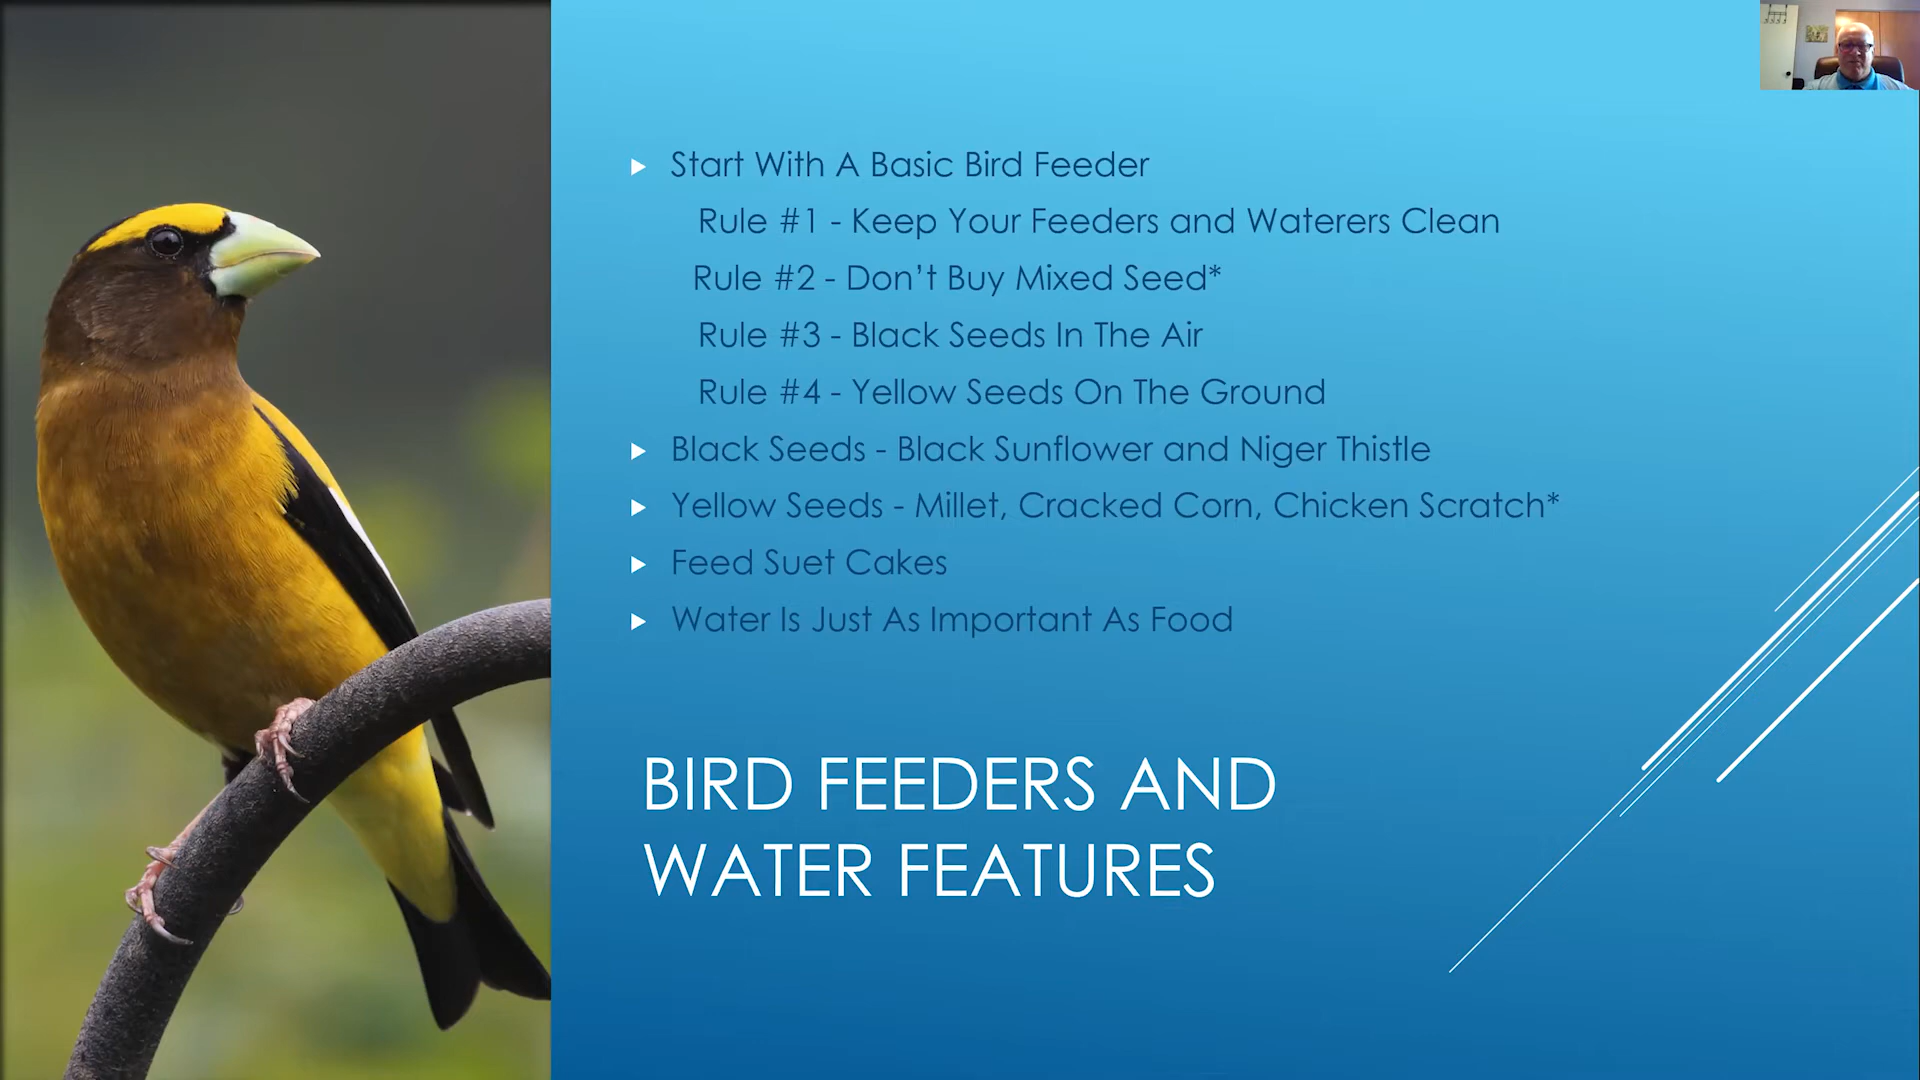 Start With A Basic Bird Feeder
Rule #1 - Keep Your Feeders and Waterers Clean
Rule #2 - Don’t Buy Mixed Seed*
Rule #3 - Black Seeds In The Air
Rule #4 - Yellow Seeds On The Ground
Black Seeds - Black Sunflower and Niger Thistle
Yellow Seeds - Millet, Cracked Corn, Chicken Scratch*
Feed Suet Cakes
Water Is Just As Important As Food
BIRD FEEDERS AND
WATER FEATURES